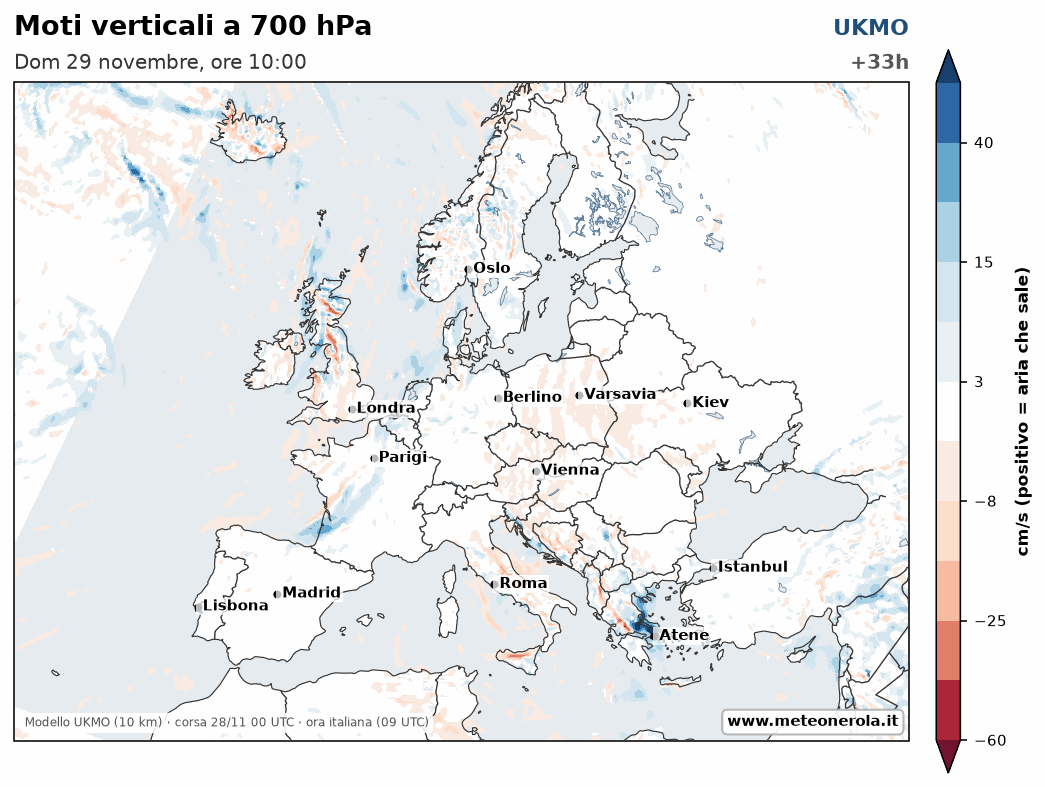 Moti verticali a 700 hPa
UKMO
Dom 29 novembre, ore 10:00
+33h
40
15
3
−8
−25
−60
cm/s (positivo = aria che sale)
Oslo
Londra
Berlino
Varsavia
Kiev
Parigi
Vienna
Istanbul
Roma
Madrid
Lisbona
Atene
Modello UKMO (10 km) · corsa 28/11 00 UTC · ora italiana (09 UTC)
www.meteonerola.it